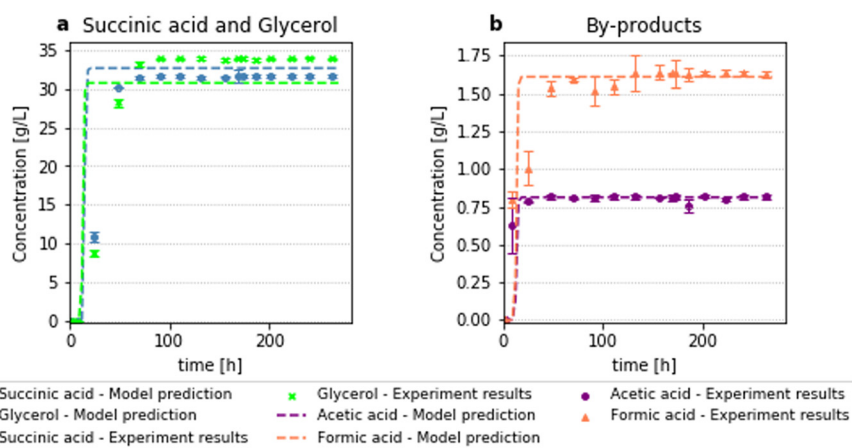 a Succinic acid and Glycerol
b By-products
Concentration [g/L]
35
30
25
20
15
10
5
0
0 100 200
time [h]
Concentration [g/L]
1.75
1.50
1.25
1.00
0.75
0.50
0.25
0.00
0 100 200
time [h]
Succinic acid - Model prediction
Glycerol - Model prediction
Succinic acid - Experiment results
Glycerol - Experiment results
Acetic acid - Model prediction
Formic acid - Model prediction
Acetic acid - Experiment results
Formic acid - Experiment results